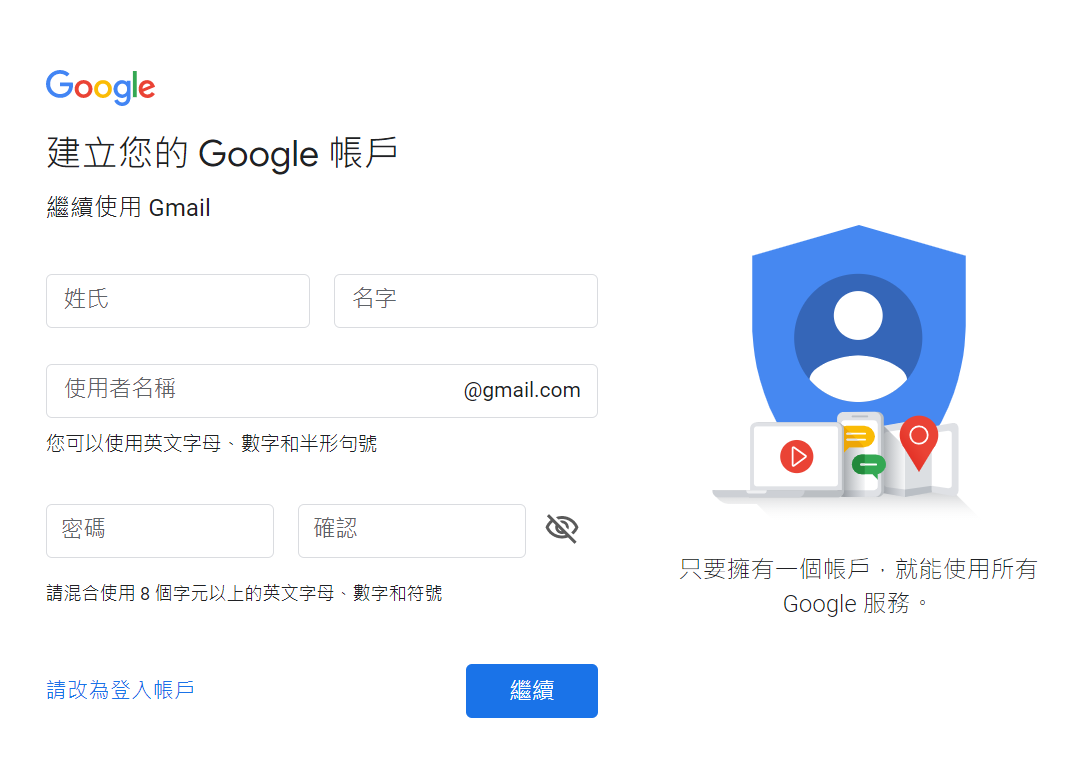 Google
建立您的 Google 帳戶
繼續使用 Gmail
姓氏
名字
使用者名稱
@gmail.com
您可以使用英文字母、數字和半形句號
密碼
確認
請混合使用 8 個字元以上的英文字母、數字和符號
請改為登入帳戶
繼續
只要擁有一個帳戶，就能使用所有
Google 服務。